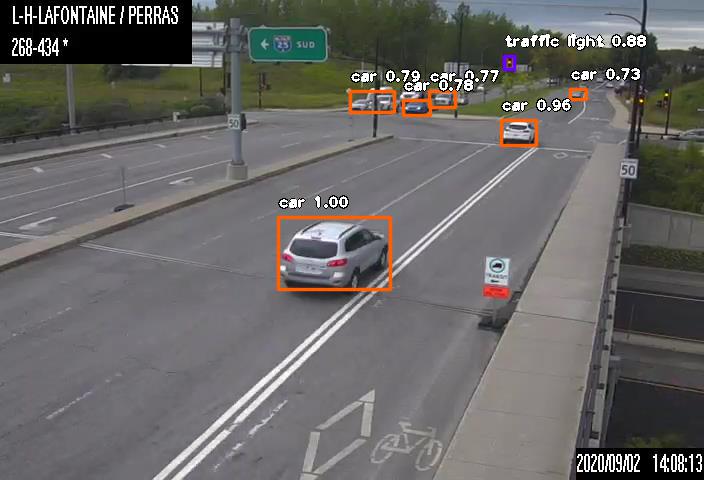 L-H-LAFONTAINE / PERRAS
268-434 *
25 SUD
traffic light 0.88
car 0.79
car 0.77
car 0.78
car 0.73
car 0.96
50
50
car 1.00
TRANSIT
2020/09/02 14:08:13